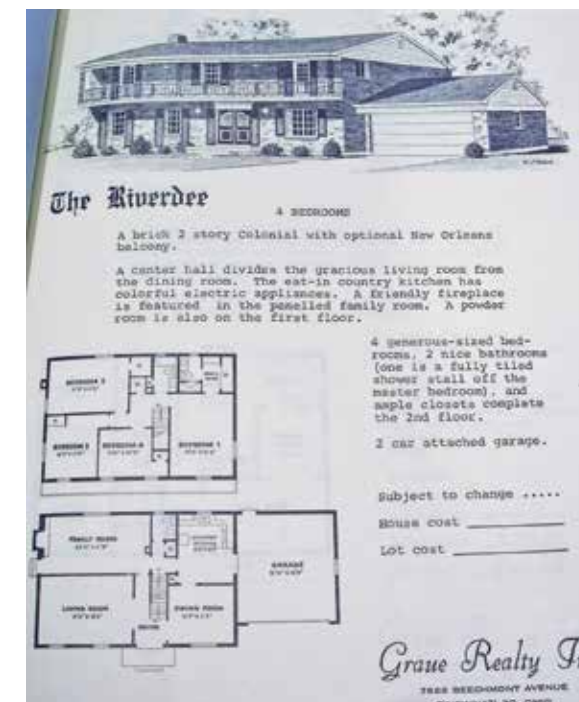 The Riverdee
4 BEDROOMS
A brick 2 story Colonial with optional New Orleans
balcony.
A center hall divides the gracious living room from
the dining room. The eat-in country kitchen has
colorful electric appliances. A friendly fireplace
is featured in the panelled family room. A powder
room is also on the first floor.
4 generous-sized bed-
rooms, 2 nice bathrooms
(one is a fully tiled
shower stall off the
master bedroom), and
ample closets complete
the 2nd floor.
2 car attached garage.
Subject to change .....
House cost
Lot cost
BEDROOM 3
BEDROOM 2
BEDROOM 4
BEDROOM 1
FAMILY ROOM
GARAGE
LIVING ROOM
DINING ROOM
Graue Realty
BEECHMONT AVENUE